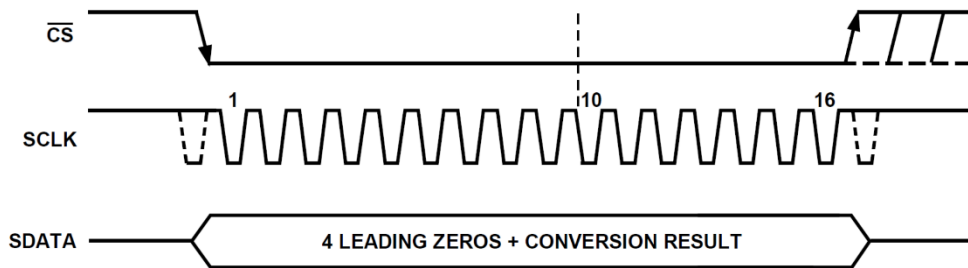 CS
1 10 16
SCLK
SDATA 4 LEADING ZEROS + CONVERSION RESULT